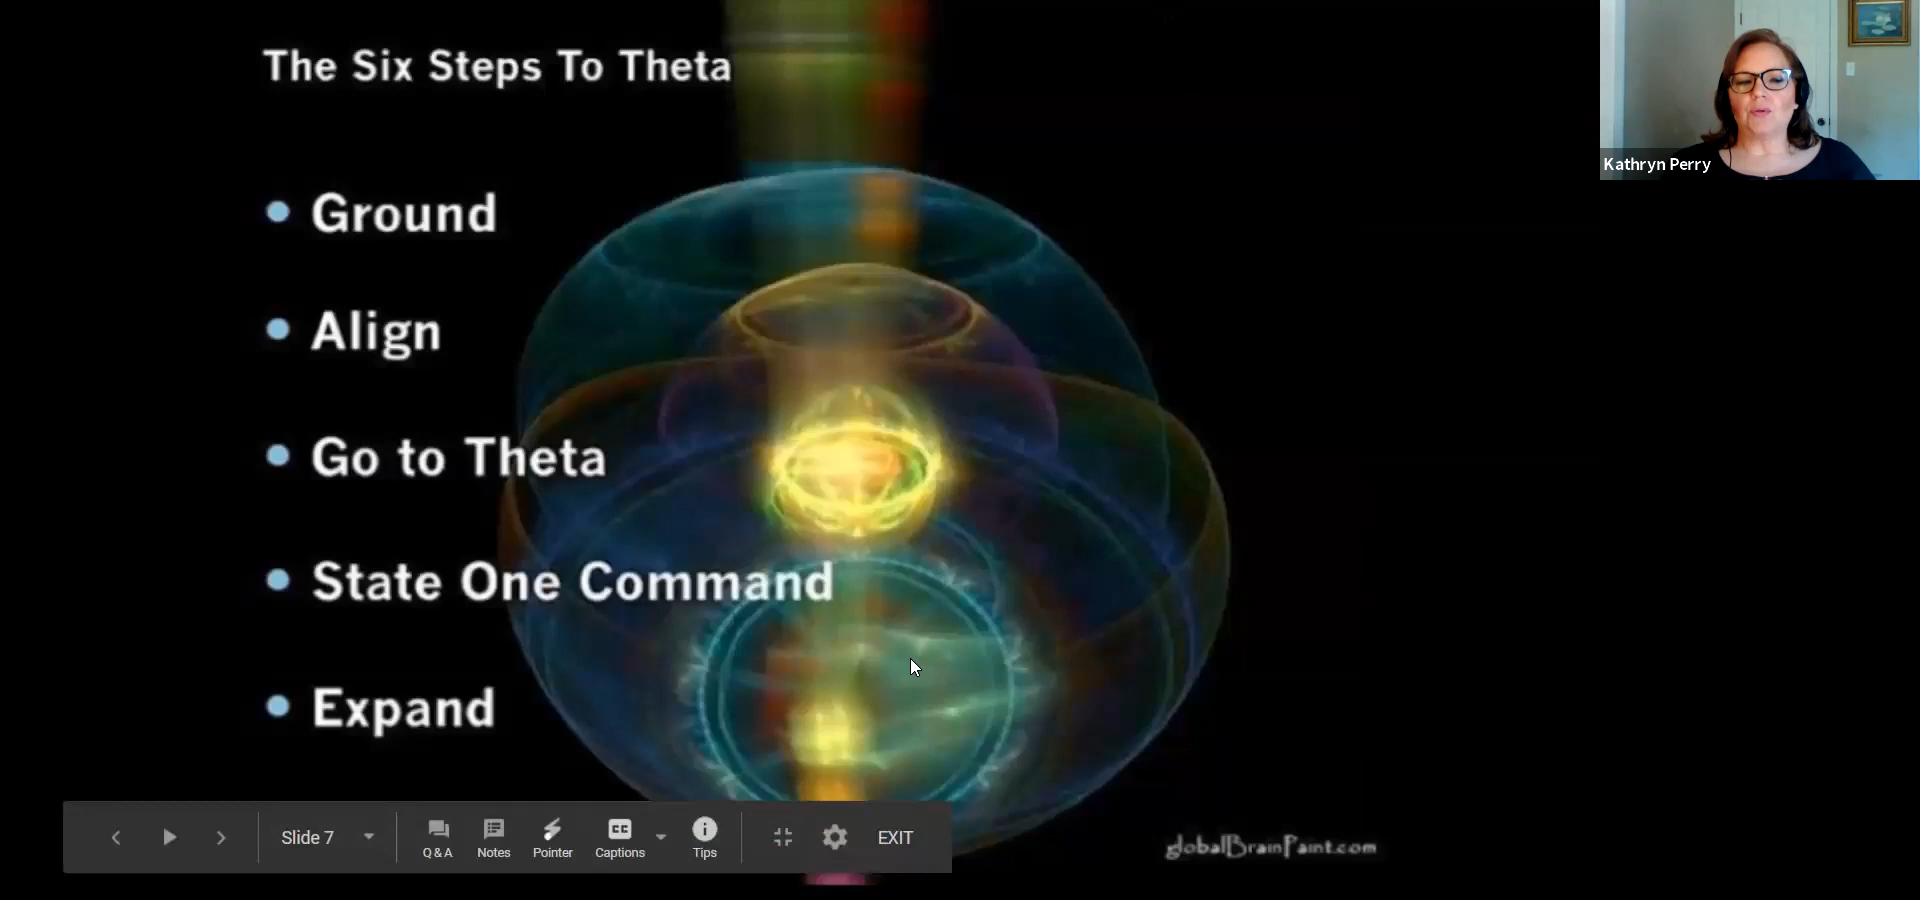 The Six Steps To Theta
Kathryn Perry
Ground
Align
Go to Theta
State One Command
Expand
Slide 7
Q & A
Notes
Pointer
CC
Captions
Tips
EXIT
globalBrainPaint.com